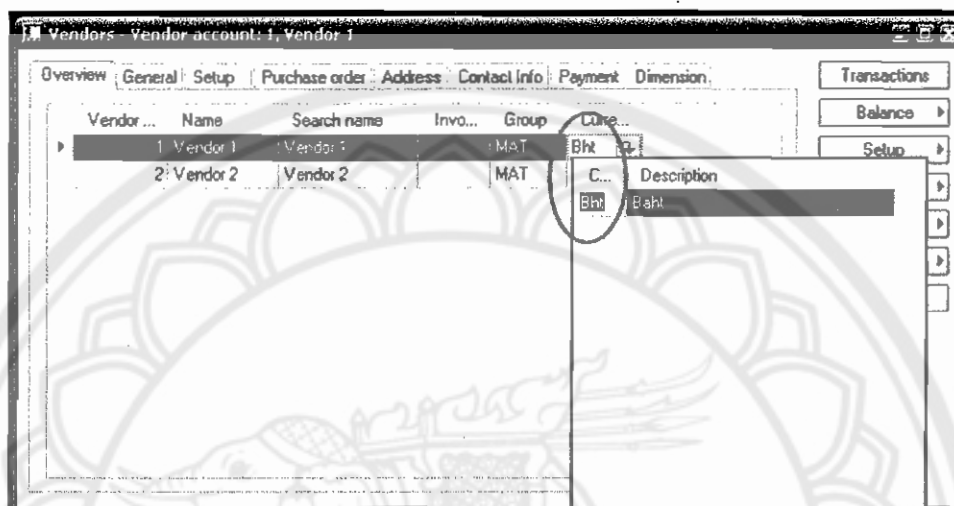 Vendors - Vendor account: 1, Vendor 1
Overview General Setup Purchase order Address Contact Info Payment Dimension
Transactions
Balance
Setup
Vendor ... Name Search name Invo... Group Curre...
1 Vendor 1 Vendor 1 MAT Bht
2 Vendor 2 Vendor 2 MAT
C... Description
Bht Baht